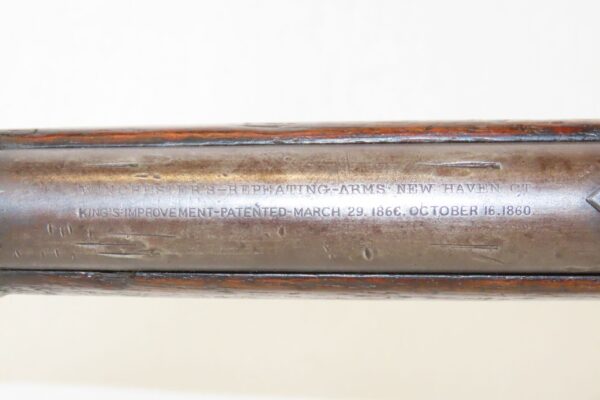 WINCHESTER'S-REPEATING-ARMS NEW HAVEN CT
KING'S-IMPROVEMENT-PATENTED-MARCH 29. 1866. OCTOBER 16. 1860.